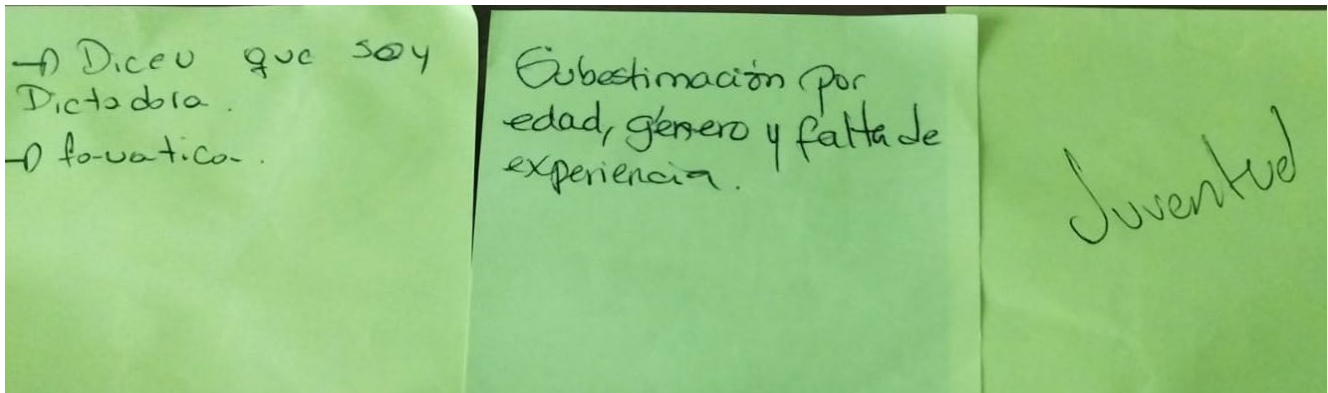 → Dicen que soy
Dictadora.
→ fanatica.
Subestimación por
edad, género y falta de
experiencia.
Juventud